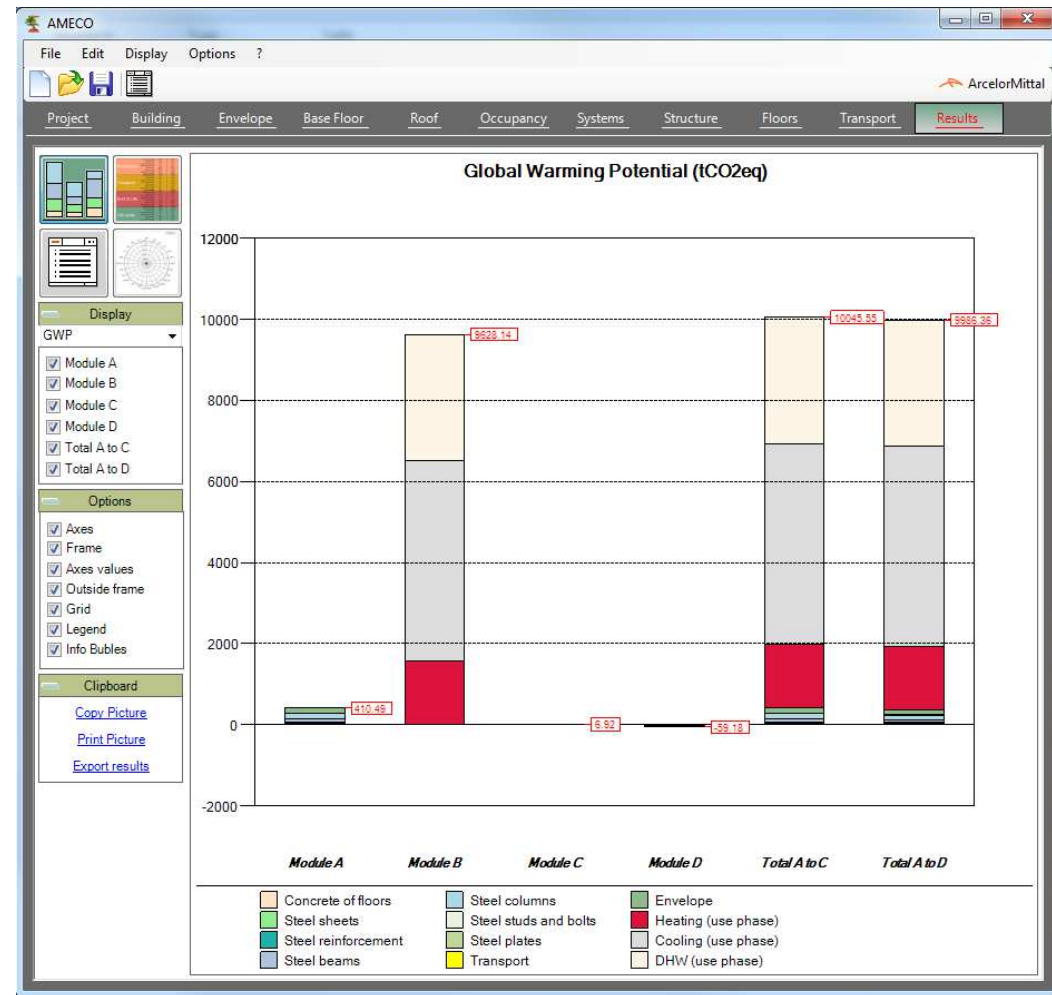 AMECO
File Edit Display Options ?
ArcelorMittal
Project Building Envelope Base Floor Roof Occupancy Systems Structure Floors Transport Results
Global Warming Potential (tCO2eq)
Display
GWP
Module A
Module B
Module C
Module D
Total A to C
Total A to D
Options
Axes
Frame
Axes values
Outside frame
Grid
Legend
Info Bubles
Clipboard
Copy Picture
Print Picture
Export results
12000
10000
8000
6000
4000
2000
0
-2000
410.49
9628.14
6.92
-59.18
10045.55
9986.36
Module A Module B Module C Module D Total A to C Total A to D
Concrete of floors Steel columns Envelope
Steel sheets Steel studs and bolts Heating (use phase)
Steel reinforcement Steel plates Cooling (use phase)
Steel beams Transport DHW (use phase)